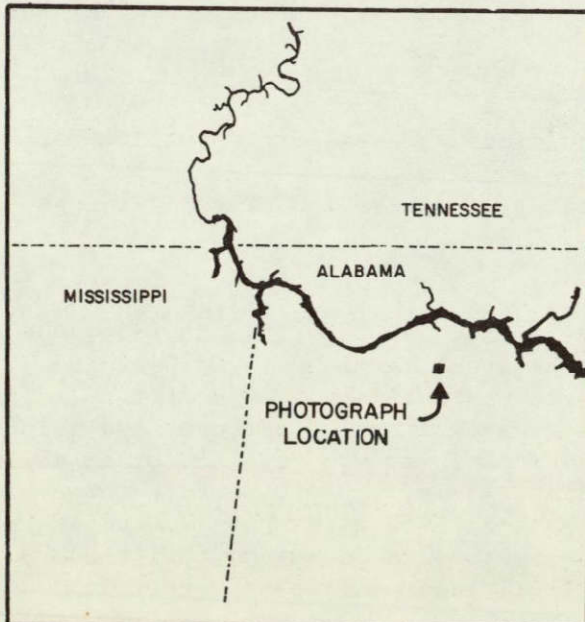 TENNESSEE
ALABAMA
MISSISSIPPI
PHOTOGRAPH
LOCATION